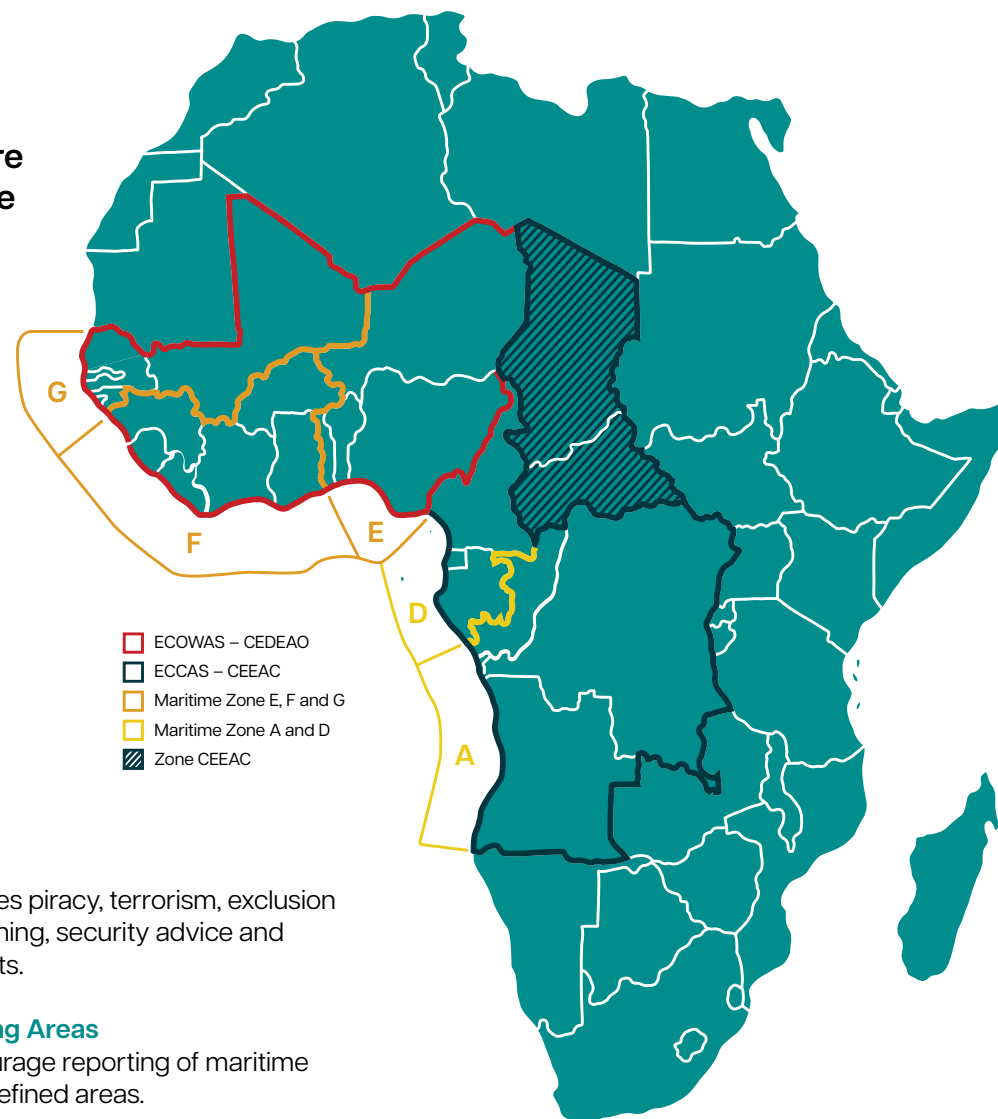 re
e
G
F
E
D
A
ECOWAS – CEDEAO
ECCAS – CEEAC
Maritime Zone E, F and G
Maritime Zone A and D
Zone CEEAC
es piracy, terrorism, exclusion
ning, security advice and
ts.
ng Areas
urage reporting of maritime
efined areas.